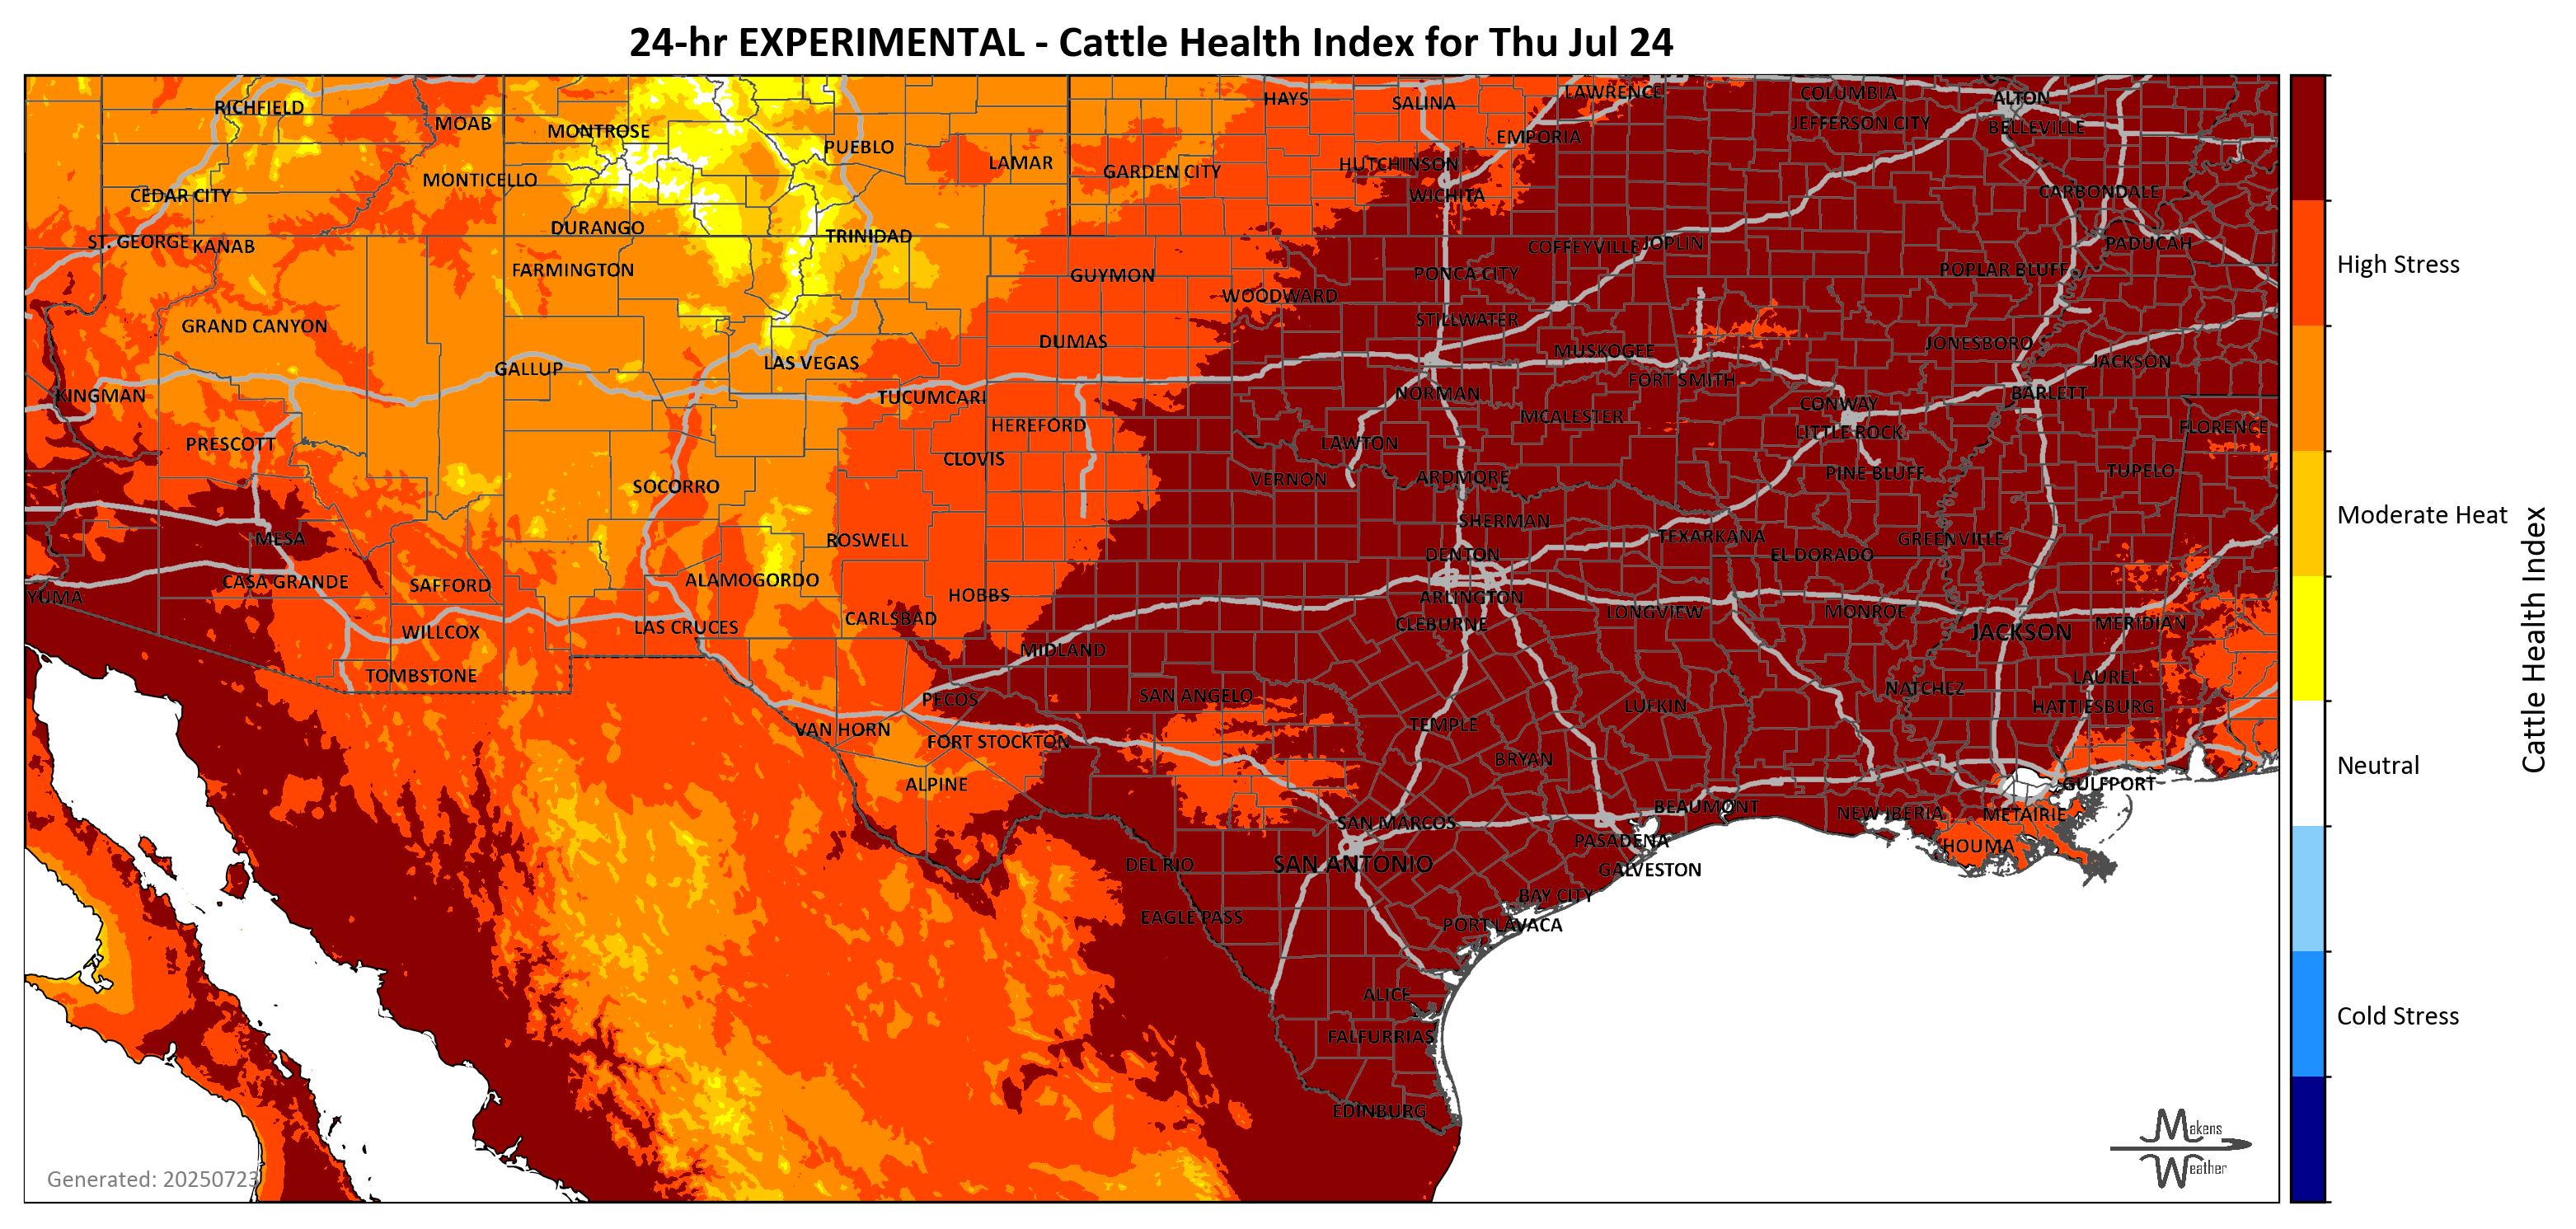 24-hr EXPERIMENTAL - Cattle Health Index for Thu Jul 24
RICHFIELD
MOAB
MONTROSE
PUEBLO
LAMAR
HAYS
SALINA
LAWRENCE
COLUMBIA
ALTON
GARDEN CITY
EMPORIA
JEFFERSON CITY
BELLEVILLE
High Stress
CEDAR CITY
MONTICELLO
HUTCHINSON
WICHITA
CARBONDALE
ST. GEORGE
KANAB
DURANGO
TRINIDAD
COFFEYVILLE
JOPLIN
PADUCAH
FARMINGTON
GUYMON
PONCA CITY
POPLAR BLUFF
WOODWARD
GRAND CANYON
DUMAS
STILLWATER
MUSKOGEE
JONESBORO
JACKSON
GALLUP
LAS VEGAS
FORT SMITH
KINGMAN
TUCUMCARI
NORMAN
CONWAY
BARLETT
PRESCOTT
HEREFORD
LAWTON
MCALESTER
LITTLE ROCK
FLORENCE
CLOVIS
VERNON
ARDMORE
PINE BLUFF
TUPELO
Moderate Heat
SOCORRO
SHERMAN
MESA
ROSWELL
DENTON
TEXARKANA
EL DORADO
GREENVILLE
YUMA
CASA GRANDE
SAFFORD
ALAMOGORDO
HOBBS
ARLINGTON
LONGVIEW
MONROE
WILLCOX
LAS CRUCES
CARLSBAD
CLEBURNE
JACKSON
MERIDIAN
TOMBSTONE
MIDLAND
PECOS
SAN ANGELO
LUFKIN
NATCHEZ
LAUREL
Cattle Health Index
VAN HORN
FORT STOCKTON
TEMPLE
HATTIESBURG
ALPINE
BRYAN
GULFPORT
Neutral
SAN MARCOS
BEAUMONT
NEW IBERIA
METAIRIE
DEL RIO
SAN ANTONIO
PASADENA
GALVESTON
HOUMA
EAGLE PASS
BAY CITY
PORT LAVACA
ALICE
Cold Stress
FALFURRIAS
EDINBURG
Makens
Weather
Generated: 20250723